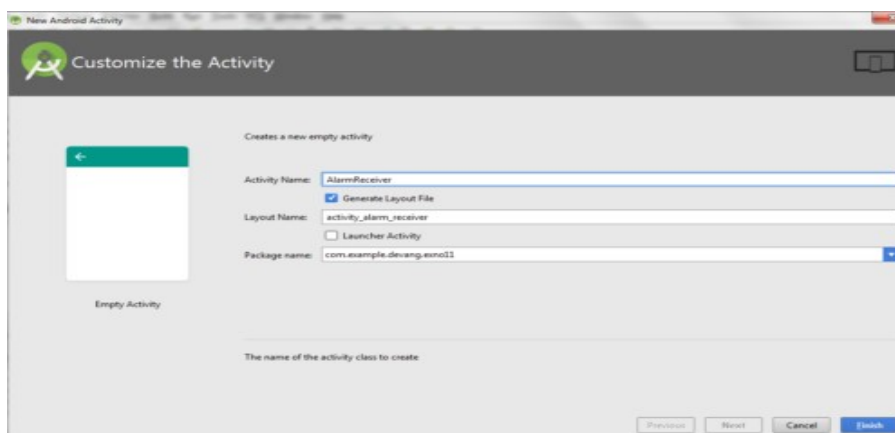 New Android Activity
Customize the Activity
Creates a new empty activity
Activity Name: AlarmReceiver
Generate Layout File
Layout Name: activity_alarm_receiver
Launcher Activity
Package name: com.example.devang.exno11
Empty Activity
The name of the activity class to create
Previous Next Cancel Finish